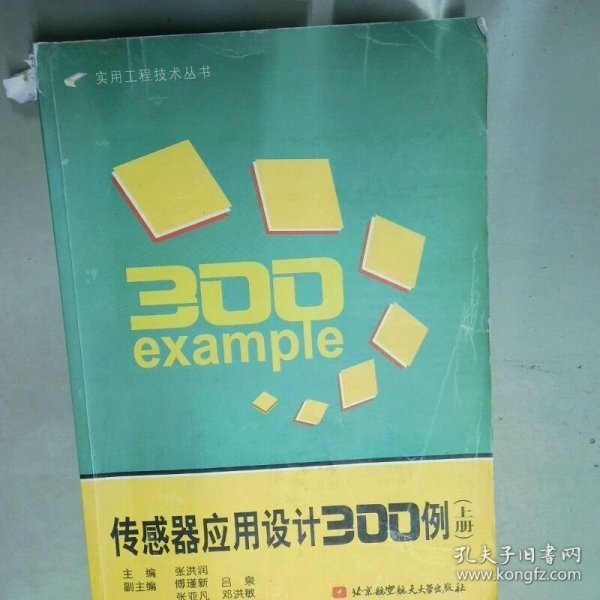 实用工程技术丛书
300
example
传感器应用设计300例(上册)
主 编 张洪润
副主编 傅瑾新 吕 泉
张亚凡 邓洪敏
北京航空航天大学出版社
孔夫子旧书网
www.kongfz.com